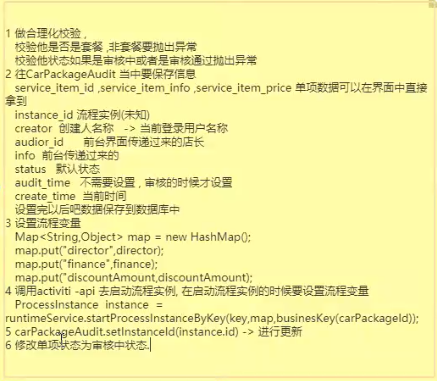 1 做合理化校验 ,
校验他是否是套餐 ,非套餐要抛出异常
校验他状态如果是审核中或者是审核通过抛出异常
2 往CarPackageAudit 当中要保存信息
service_item_id ,service_item_info ,service_item_price 单项数据可以在界面中直接
拿到
instance_id 流程实例(未知)
creator  创建人名称   -> 当前登录用户名称
audior_id      前台界面传递过来的店长
info  前台传递过来的
status   默认状态
audit_time   不需要设置 , 审核的时候才设置
create_time  当前时间
设置完以后吧数据保存到数据库中
3 设置流程变量
Map<String,Object> map = new HashMap();
map.put("director",director);
map.put("finance",finance);
map.put("discountAmount,discountAmount);
4 调用activiti -api 去启动流程实例, 在启动流程实例的时候要设置流程变量
ProcessInstance  instance  =
runtimeService.startProcessInstanceByKey(key,map,businesKey(carPackageId));
5 carPackageAudit.setInstanceId(instance.id) -> 进行更新
6 修改单项状态为审核中状态.